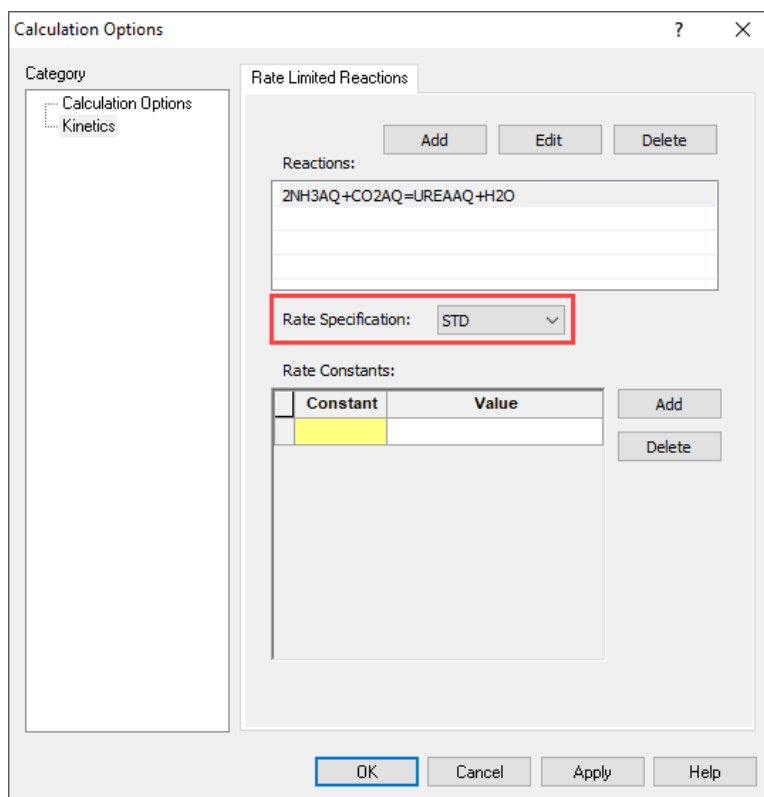 Calculation Options
?
Category
Calculation Options
Kinetics
Rate Limited Reactions
Add
Edit
Delete
Reactions:
2NH3AQ+CO2AQ=UREAAQ+H2O
Rate Specification:
STD
Rate Constants:
Constant
Value
Add
Delete
OK
Cancel
Apply
Help